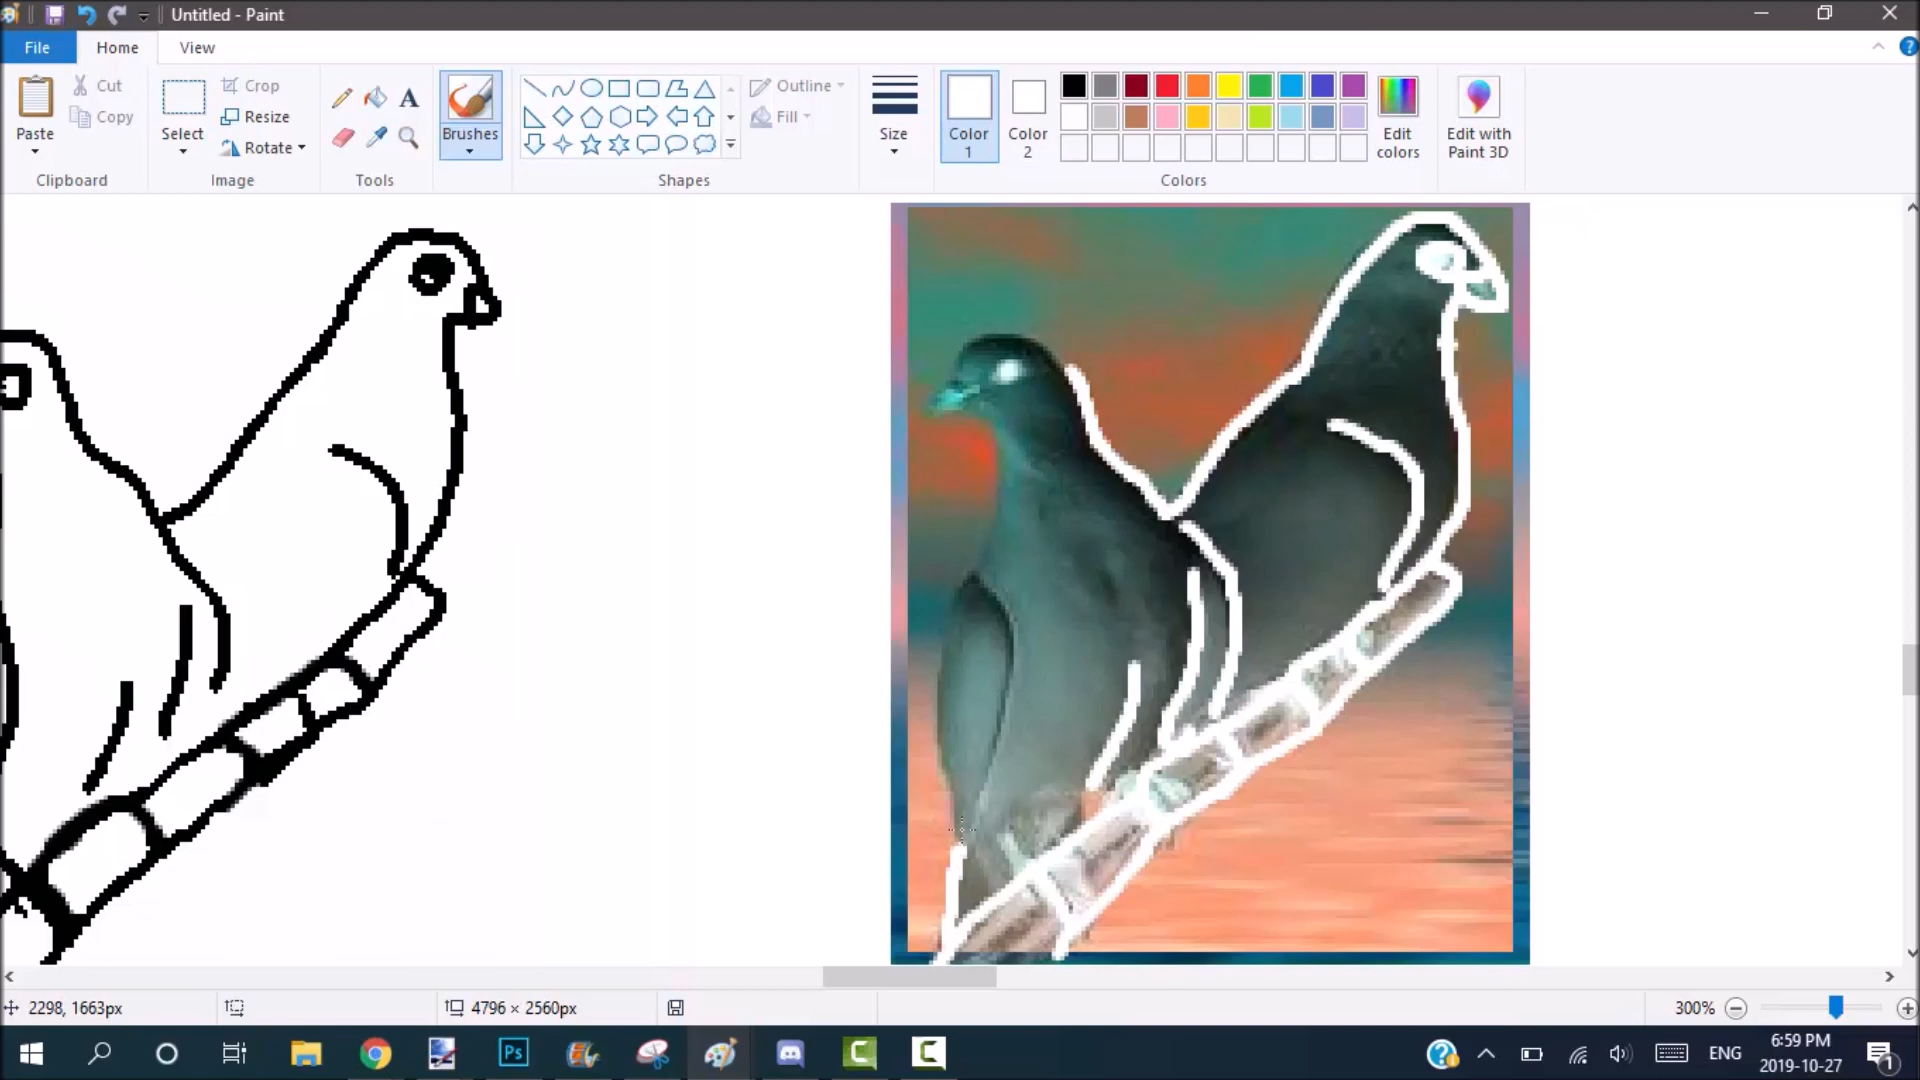 Untitled - Paint
File
Home
View
Paste
Cut
Copy
Clipboard
Select
Crop
Resize
Rotate
Image
A
Tools
Brushes
Shapes
Outline
Fill
Size
Color 1
Color 2
Colors
Edit colors
Edit with Paint 3D
2298, 1663px
4796 × 2560px
300%
Ps
C
C
ENG
6:59 PM
2019-10-27
1